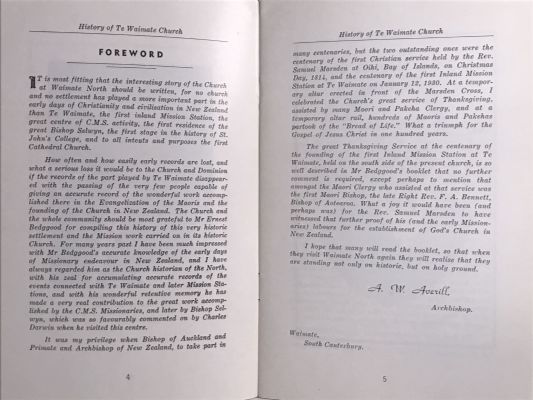 History of Te Waimate Church
FOREWORD
IT is most fitting that the interesting story of the Church
at Waimate North should be written, for no church
and no settlement has played a more important part in the
early days of Christianity and civilisation in New Zealand
than Te Waimate, the first inland Mission Station, the
great centre of C.M.S. activity, the first residence of the
great Bishop Selwyn, the first stage in the history of St.
John's College, and to all intents and purposes the first
Cathedral Church.
How often and how easily early records are lost, and
what a serious loss it would be to the Church and Dominion
if the records of the part played by Te Waimate disappear-
ed with the passing of the very few people capable of
giving an accurate record of the wonderful work accomp-
lished there in the Evangelization of the Maoris and the
founding of the Church in New Zealand. The Church and
the whole community should be most grateful to Mr Ernest
Bedggood for compiling this history of this very historic
settlement and the Mission work carried on in its historic
Church. For many years past I have been much impressed
with Mr Bedggood's accurate knowledge of the early days
of Missionary endeavour in New Zealand, and I have
always regarded him as the Church historian of the North,
with his zeal for accumulating accurate records of the
events connected with Te Waimate and later Mission Sta-
tions, and with his wonderful retentive memory he has
made a very real contribution to the great work accomp-
lished by the C.M.S. Missionaries, and later by Bishop Sel-
wyn, which was so favourably commented on by Charles
Darwin when he visited this centre.
It was my privilege when Bishop of Auckland and
Primate and Archbishop of New Zealand, to take part in
4
History of Te Waimate Church
many centenaries, but the two outstanding ones were the
centenary of the first Christian service held by the Rev.
Samuel Marsden at Oihi, Bay of Islands, on Christmas
Day, 1814, and the centenary of the first Inland Mission
Station at Te Waimate on January 12, 1930. At a tempor-
ary altar erected in front of the Marsden Cross, I
celebrated the Church's great service of Thanksgiving,
assisted by many Maori and Pakeha Clergy, and at a
temporary altar rail, hundreds of Maoris and Pakehas
partook of the "Bread of Life." What a triumph for the
Gospel of Jesus Christ in one hundred years.
The great Thanksgiving Service at the centenary of
the founding of the first Inland Mission Station at Te
Waimate, held on the south side of the present church, is so
well described in Mr Bedggood's booklet that no further
comment is required, except perhaps to mention that
amongst the Maori Clergy who assisted at that service was
the first Maori Bishop, the late Right Rev. F. A. Bennett,
Bishop of Aotearoa. What a joy it would have been (and
perhaps was) for the Rev. Samuel Marsden to have
witnessed that further proof of his (and the early Mission-
aries) labours for the establishment of God's Church in
New Zealand.
I hope that many will read the booklet, so that when
they visit Waimate North again they will realise that they
are standing not only on historic, but on holy ground.
A. W. Averill,
Archbishop.
Waimate,
South Canterbury.
5